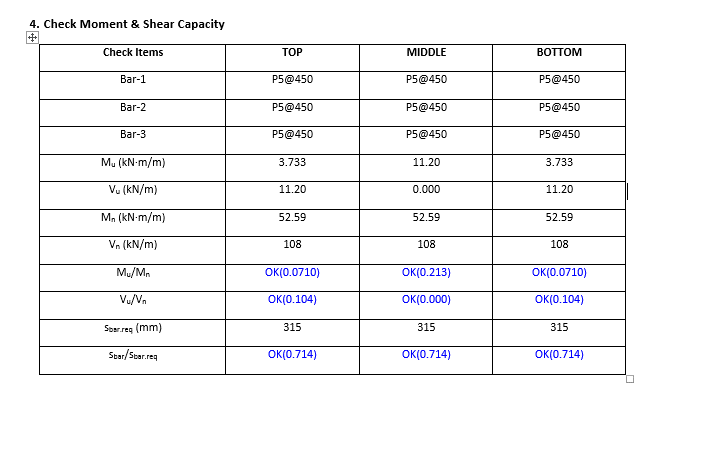 4. Check Moment & Shear Capacity
Check Items TOP MIDDLE BOTTOM
Bar-1 P5@450 P5@450 P5@450
Bar-2 P5@450 P5@450 P5@450
Bar-3 P5@450 P5@450 P5@450
Mu (kN·m/m) 3.733 11.20 3.733
Vu (kN/m) 11.20 0.000 11.20
Mn (kN·m/m) 52.59 52.59 52.59
Vn (kN/m) 108 108 108
Mu/Mn OK(0.0710) OK(0.213) OK(0.0710)
Vu/Vn OK(0.104) OK(0.000) OK(0.104)
sbar.req (mm) 315 315 315
sbar/sbar.req OK(0.714) OK(0.714) OK(0.714)